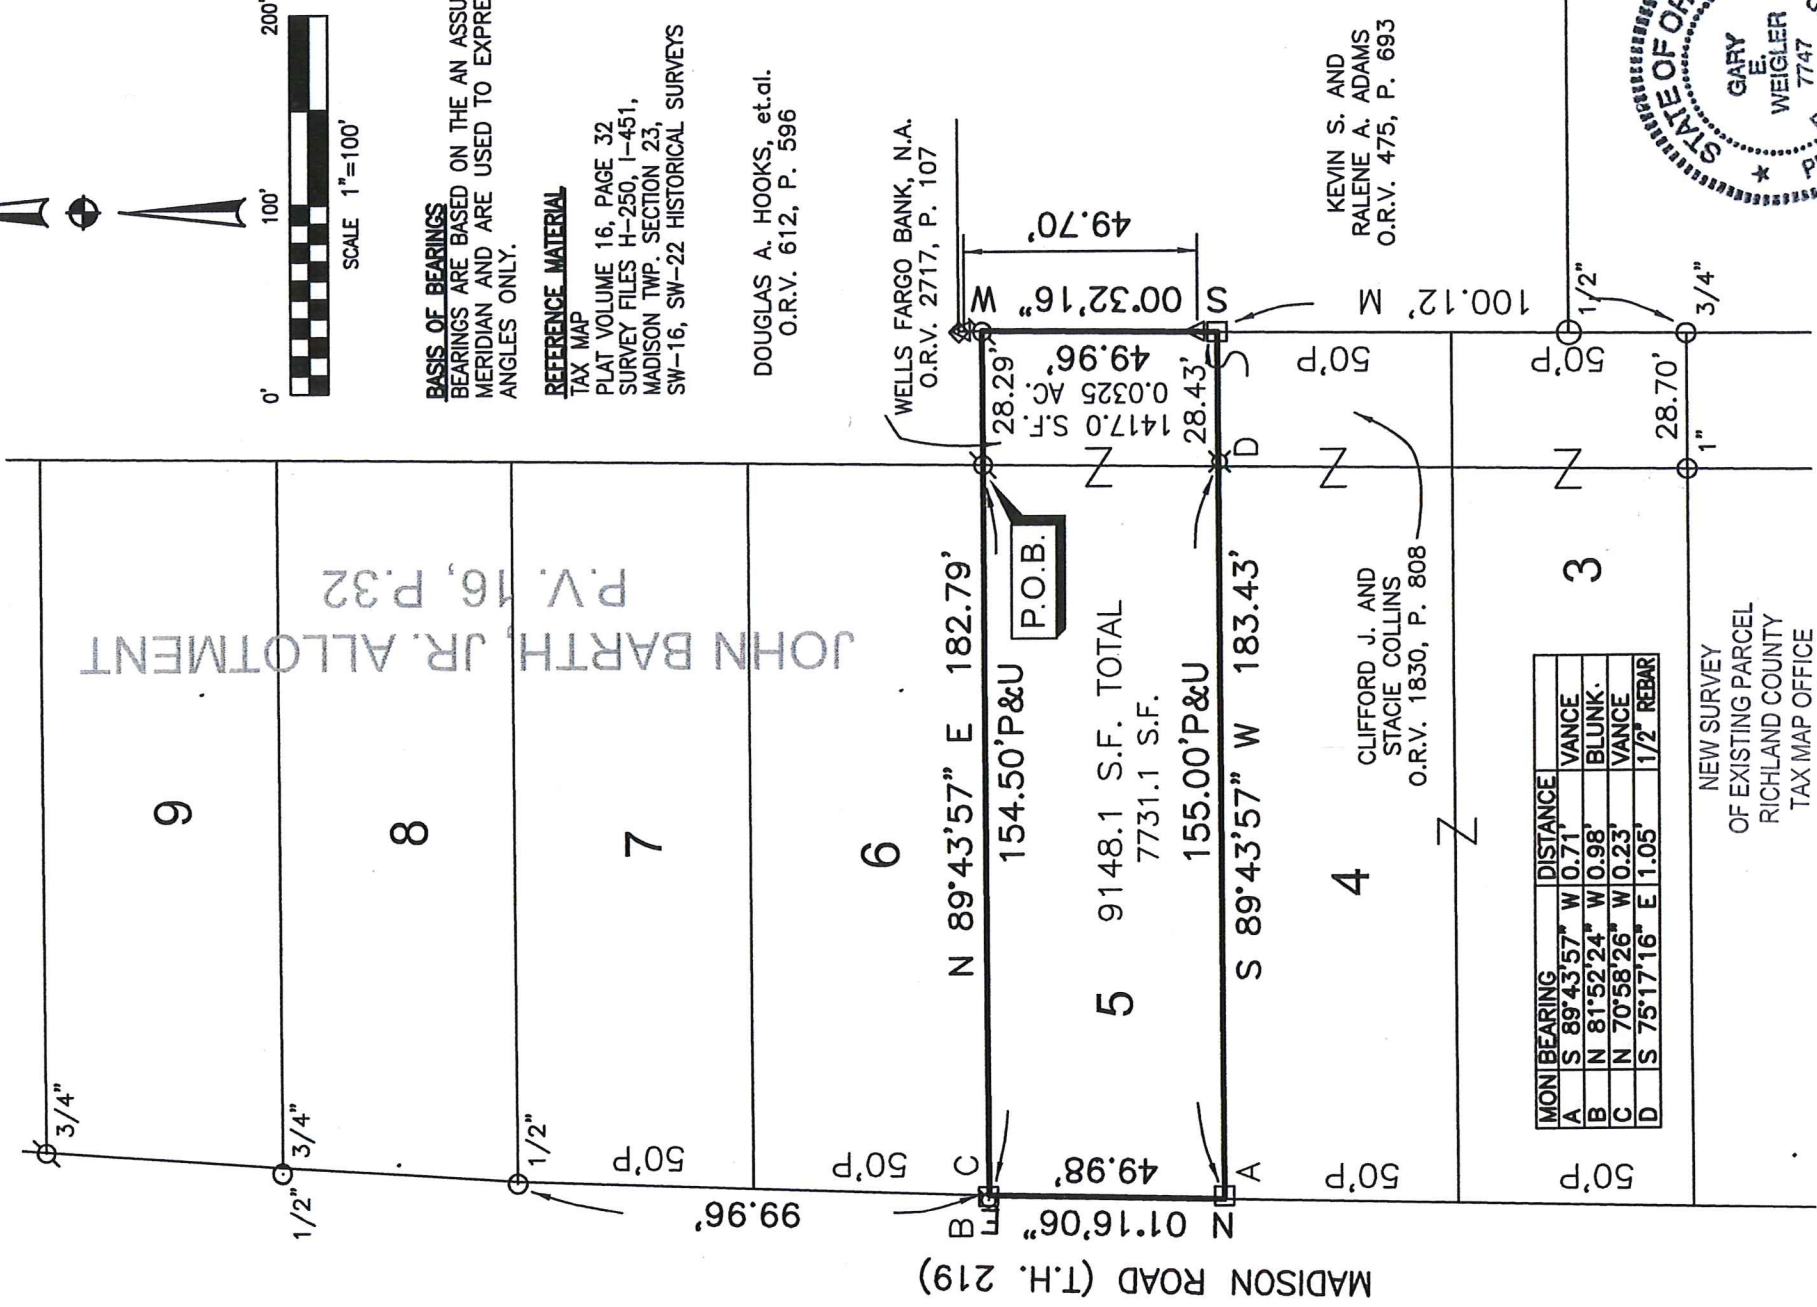 0'
100'
200'
SCALE 1"=100'
BASIS OF BEARINGS
BEARINGS ARE BASED ON THE AN ASSU
MERIDIAN AND ARE USED TO EXPRE
ANGLES ONLY.
REFERENCE MATERIAL
TAX MAP
PLAT VOLUME 16, PAGE 32
SURVEY FILES H-250, I-451,
MADISON TWP. SECTION 23,
SW-16, SW-22 HISTORICAL SURVEYS
DOUGLAS A. HOOKS, et.al.
O.R.V. 612, P. 596
WELLS FARGO BANK, N.A.
O.R.V. 2717, P. 107
KEVIN S. AND
RALENE A. ADAMS
O.R.V. 475, P. 693
STATE OF OH
GARY
E.
WEIGLER
7747
JOHN BARTH, JR. ALLOTMENT
P.V. 16, P.32
9
8
7
6
5
4
3
3/4"
1/2"
3/4"
1/2"
50'P
50'P
99.96'
B
C
N 89°43'57" E 182.79'
154.50'P&U
P.O.B.
28.29'
S 00°32'16" W
49.96'
49.70'
1417.0 S.F.
0.0325 AC.
28.43'
9148.1 S.F. TOTAL
7731.1 S.F.
155.00'P&U
S 89°43'57" W 183.43'
D
A
N 01°16'06" E
49.98'
MADISON ROAD (T.H. 219)
50'P
50'P
50'P
50'P
M 100.12'
1/2"
3/4"
28.70'
1"
CLIFFORD J. AND
STACIE COLLINS
O.R.V. 1830, P. 808
MON BEARING DISTANCE
A S 89°43'57" W 0.71' VANCE
B N 81°52'24" W 0.98' BLUNK.
C N 70°58'26" W 0.23' VANCE
D S 75°17'16" E 1.05' 1/2" REBAR
NEW SURVEY
OF EXISTING PARCEL
RICHLAND COUNTY
TAX MAP OFFICE